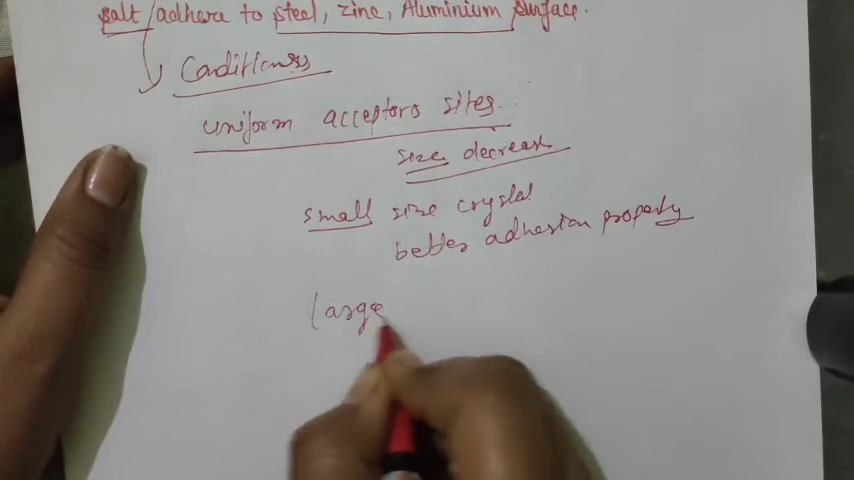 salt / adhere to steel, zinc, Aluminium surface.
Conditioners
uniform acceptors sites.
size decrease
small size crystal
better adhesion property
large